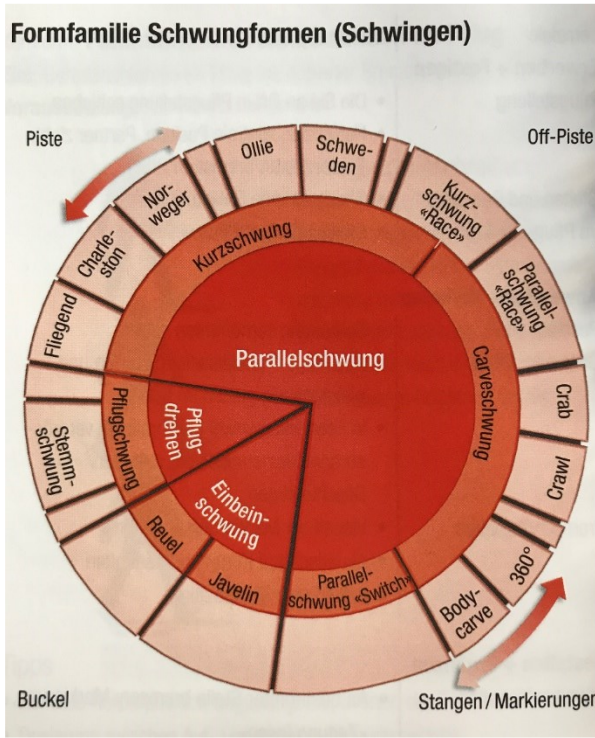 Formfamilie Schwungformen (Schwingen)
Piste
Off-Piste
Ollie
Schwe-
den
Kurz-
schwung
«Race»
Parallel-
schwung
«Race»
Crab
Crawl
360°
Body-
carve
Nor-
weger
Charle-
ston
Fliegend
Stemm-
schwung
Kurzschwung
Carveschwung
Parallel-
schwung «Switch»
Javelin
Reuel
Pflugschwung
Parallelschwung
Pflug-
drehen
Einbein-
schwung
Buckel
Stangen / Markierungen